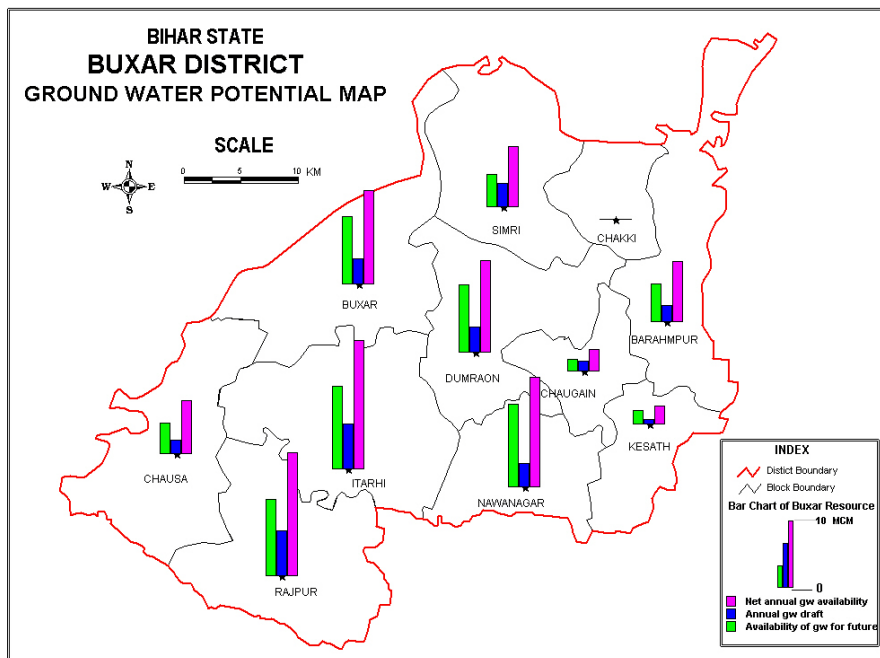 BIHAR STATE
BUXAR DISTRICT
GROUND WATER POTENTIAL MAP
SCALE
0 5 10 KM
N
W E
S
SIMRI
CHAKKI
BUXAR
BARAHMPUR
DUMRAON
CHAUGAIN
KESATH
CHAUSA
ITARHI
NAWANAGAR
RAJPUR
INDEX
Distict Boundary
Block Boundary
Bar Chart of Buxar Resource
10 MCM
0
Net annual gw availability
Annual gw draft
Availability of gw for future